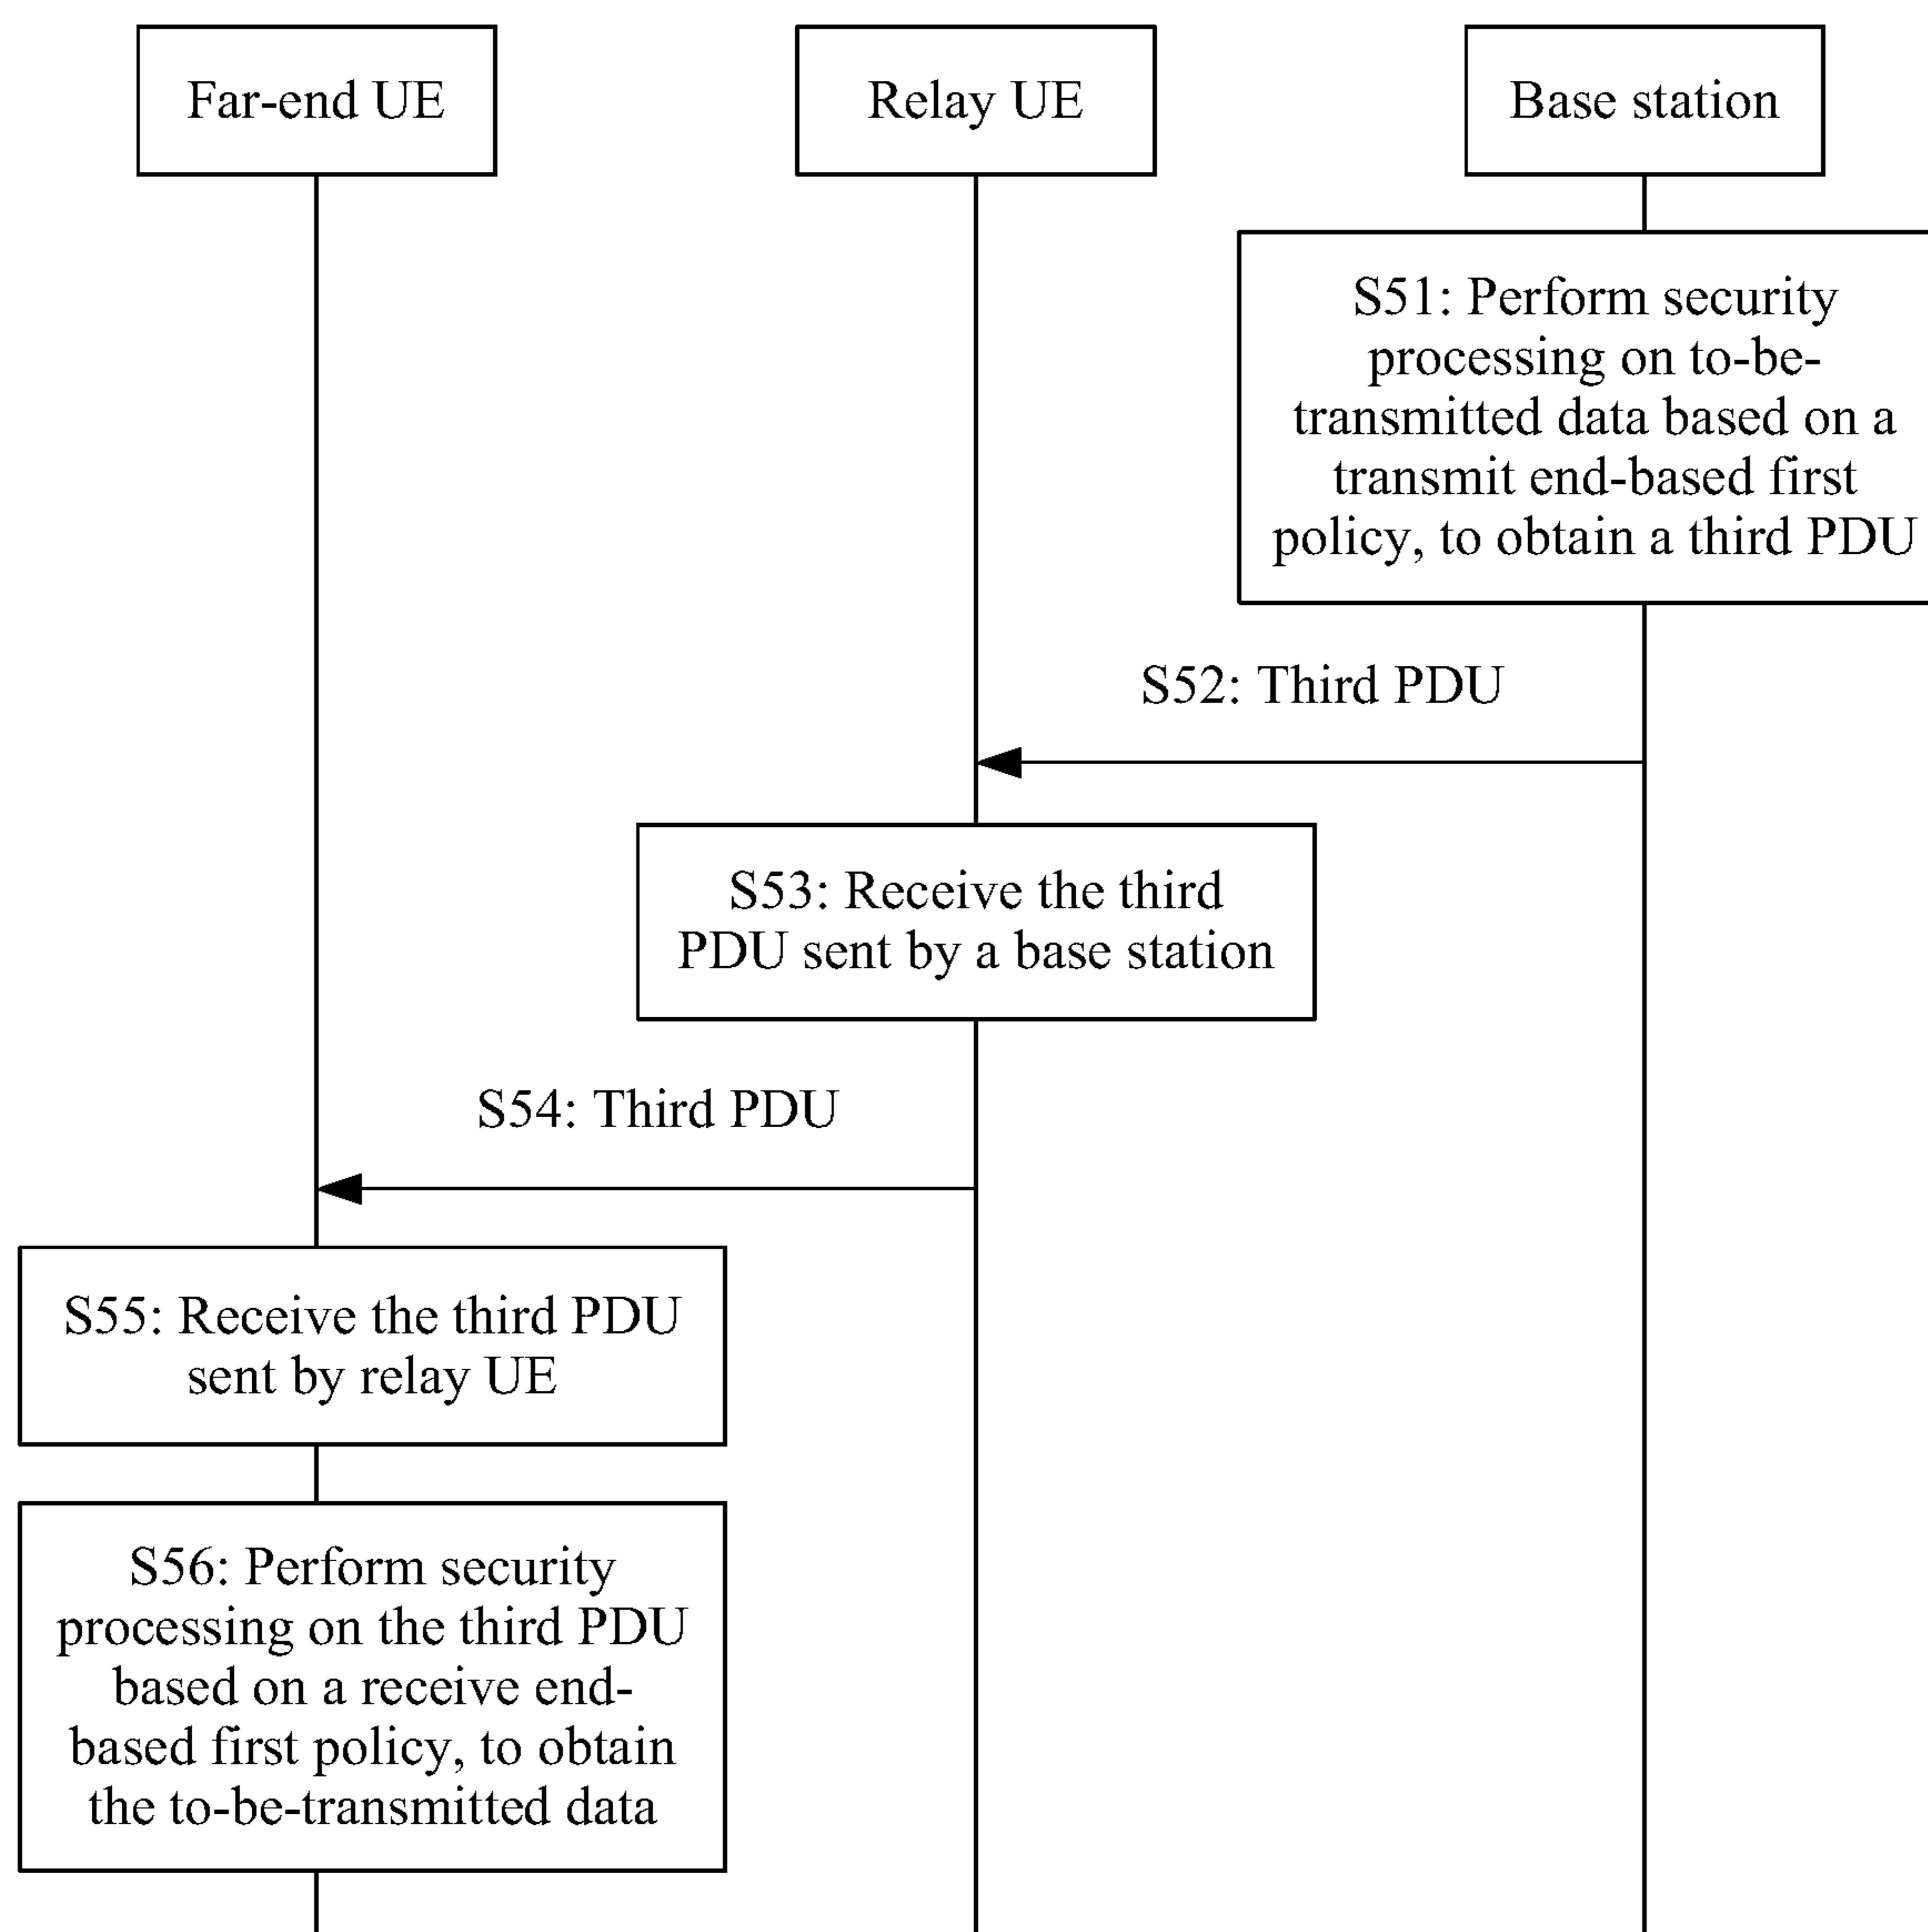 Far-end UE
Relay UE
Base station
S51: Perform security
processing on to-be-
transmitted data based on a
transmit end-based first
policy, to obtain a third PDU
S52: Third PDU
S53: Receive the third
PDU sent by a base station
S54: Third PDU
S55: Receive the third PDU
sent by relay UE
S56: Perform security
processing on the third PDU
based on a receive end-
based first policy, to obtain
the to-be-transmitted data